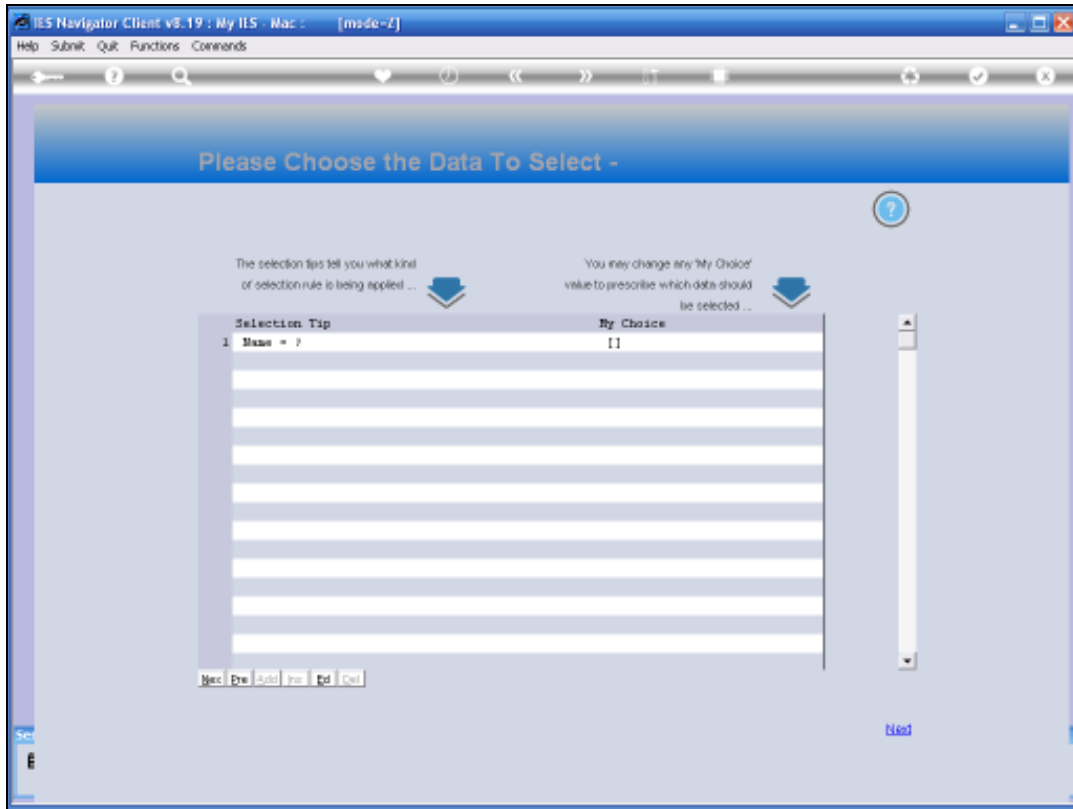 IES Navigator Client v8.19 : My IES - Mac : [mode=Z]
Help Submit Quit Functions Commands
Please Choose the Data To Select -
The selection tips tell you what kind
of selection rule is being applied ...
You may change any 'My Choice'
value to prescribe which data should
be selected ...
Selection Tip My Choice
1 Name = ? []
Nex Pre Add Ins Ed Del
Next